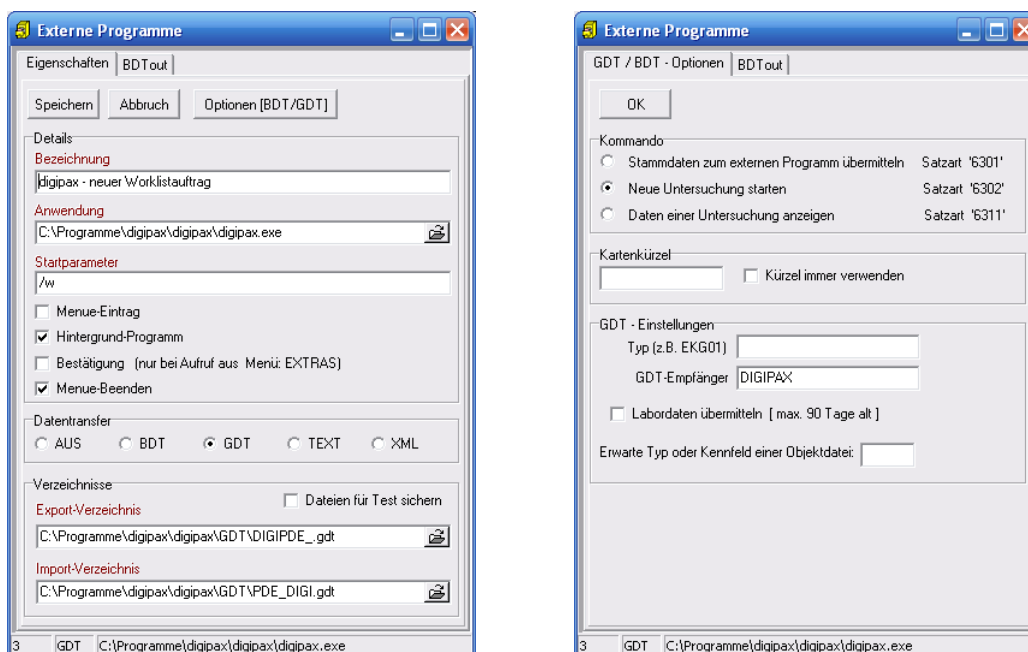 Externe Programme
Eigenschaften BDTout
Speichern Abbruch Optionen [BDT/GDT]
Details
Bezeichnung
digipax - neuer Worklistauftrag
Anwendung
C:\Programme\digipax\digipax\digipax.exe
Startparameter
/w
Menue-Eintrag
Hintergrund-Programm
Bestätigung (nur bei Aufruf aus Menü: EXTRAS)
Menue-Beenden
Datentransfer
AUS BDT GDT TEXT XML
Verzeichnisse
Dateien für Test sichern
Export-Verzeichnis
C:\Programme\digipax\digipax\GDT\DIGIPDE_.gdt
Import-Verzeichnis
C:\Programme\digipax\digipax\GDT\PDE_DIGI.gdt
3 GDT C:\Programme\digipax\digipax\digipax.exe
Externe Programme
GDT / BDT - Optionen BDTout
OK
Kommando
Stammdaten zum externen Programm übermitteln Satzart '6301'
Neue Untersuchung starten Satzart '6302'
Daten einer Untersuchung anzeigen Satzart '6311'
Kartenkürzel
Kürzel immer verwenden
GDT - Einstellungen
Typ (z.B. EKG01)
GDT-Empfänger DIGIPAX
Labordaten übermitteln [ max. 90 Tage alt ]
Erwarte Typ oder Kennfeld einer Objektdatei:
3 GDT C:\Programme\digipax\digipax\digipax.exe